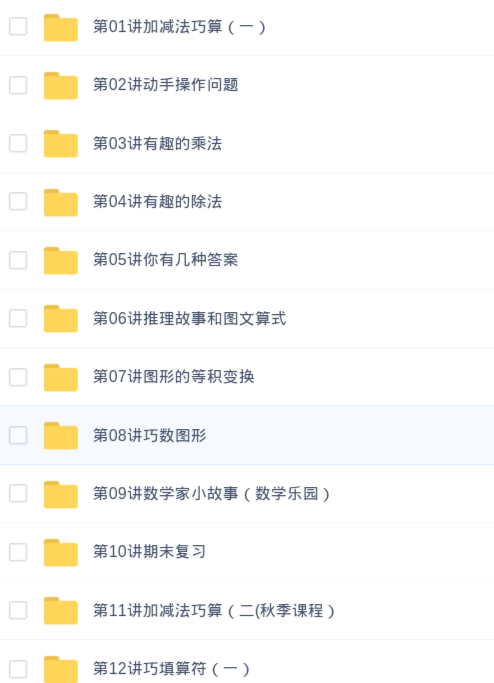 第01讲加减法巧算（一）
第02讲动手操作问题
第03讲有趣的乘法
第04讲有趣的除法
第05讲你有几种答案
第06讲推理故事和图文算式
第07讲图形的等积变换
第08讲巧数图形
第09讲数学家小故事（数学乐园）
第10讲期末复习
第11讲加减法巧算（二(秋季课程）
第12讲巧填算符（一）